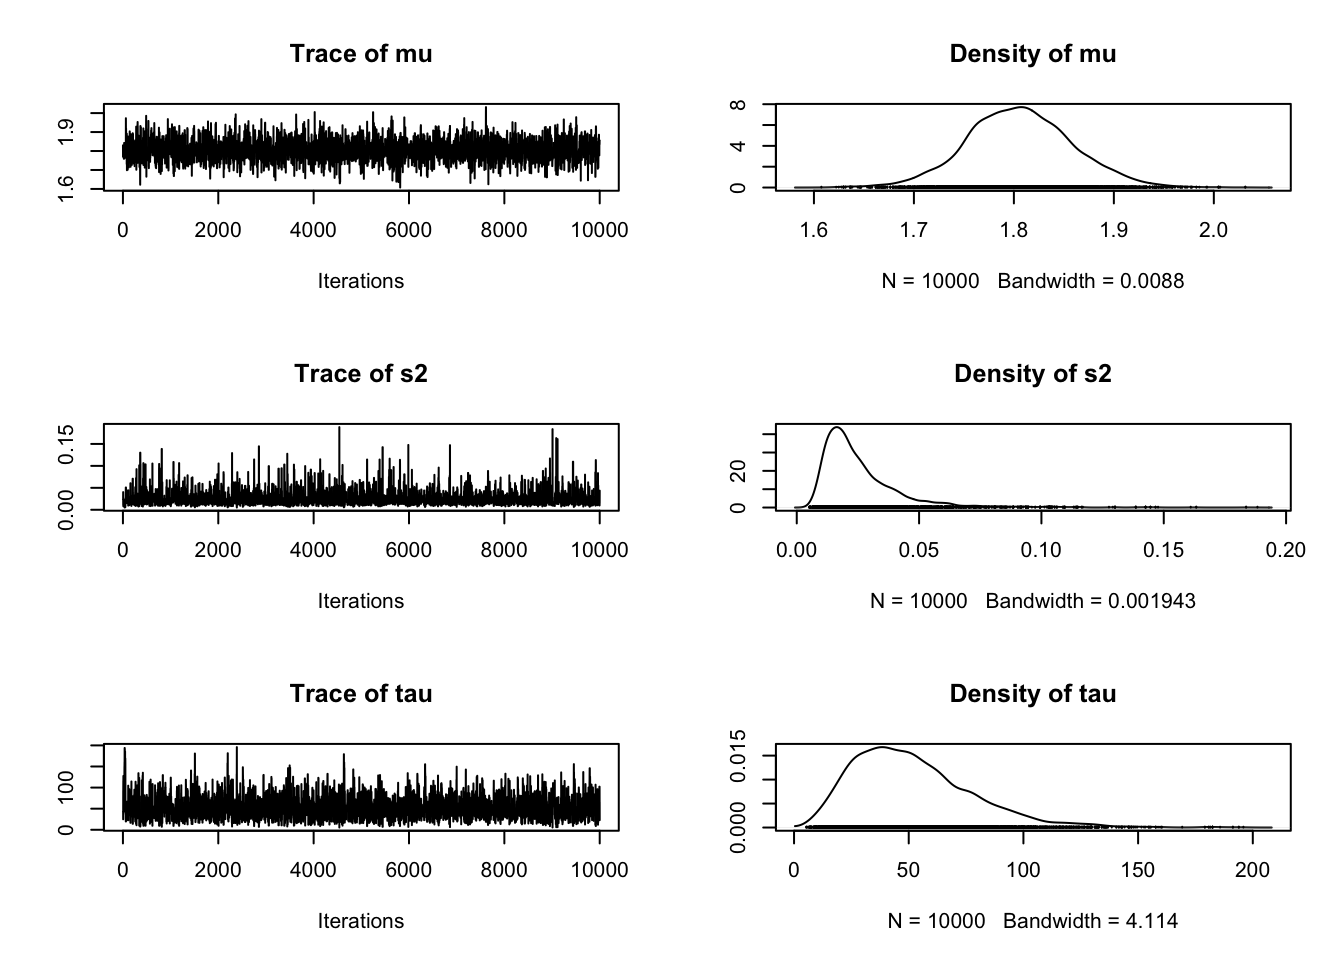 Trace of mu
1.9
1.6
0 2000 4000 6000 8000 10000
Iterations
Density of mu
8
4
0
1.6 1.7 1.8 1.9 2.0
N = 10000 Bandwidth = 0.0088
Trace of s2
0.15
0.00
0 2000 4000 6000 8000 10000
Iterations
Density of s2
20
0
0.00 0.05 0.10 0.15 0.20
N = 10000 Bandwidth = 0.001943
Trace of tau
100
0
0 2000 4000 6000 8000 10000
Iterations
Density of tau
0.015
0.000
0 50 100 150 200
N = 10000 Bandwidth = 4.114